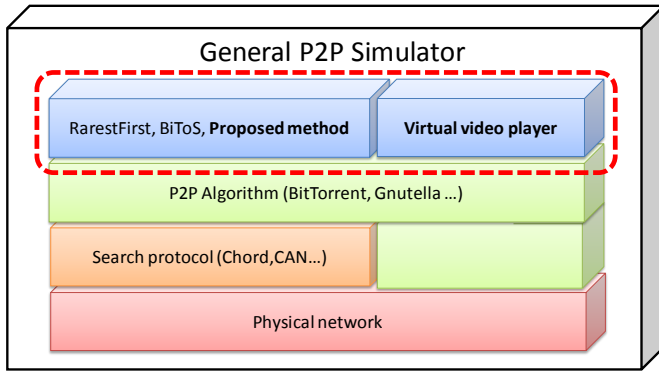 General P2P Simulator
RarestFirst, BiToS, Proposed method
Virtual video player
P2P Algorithm (BitTorrent, Gnutella ...)
Search protocol (Chord,CAN...)
Physical network